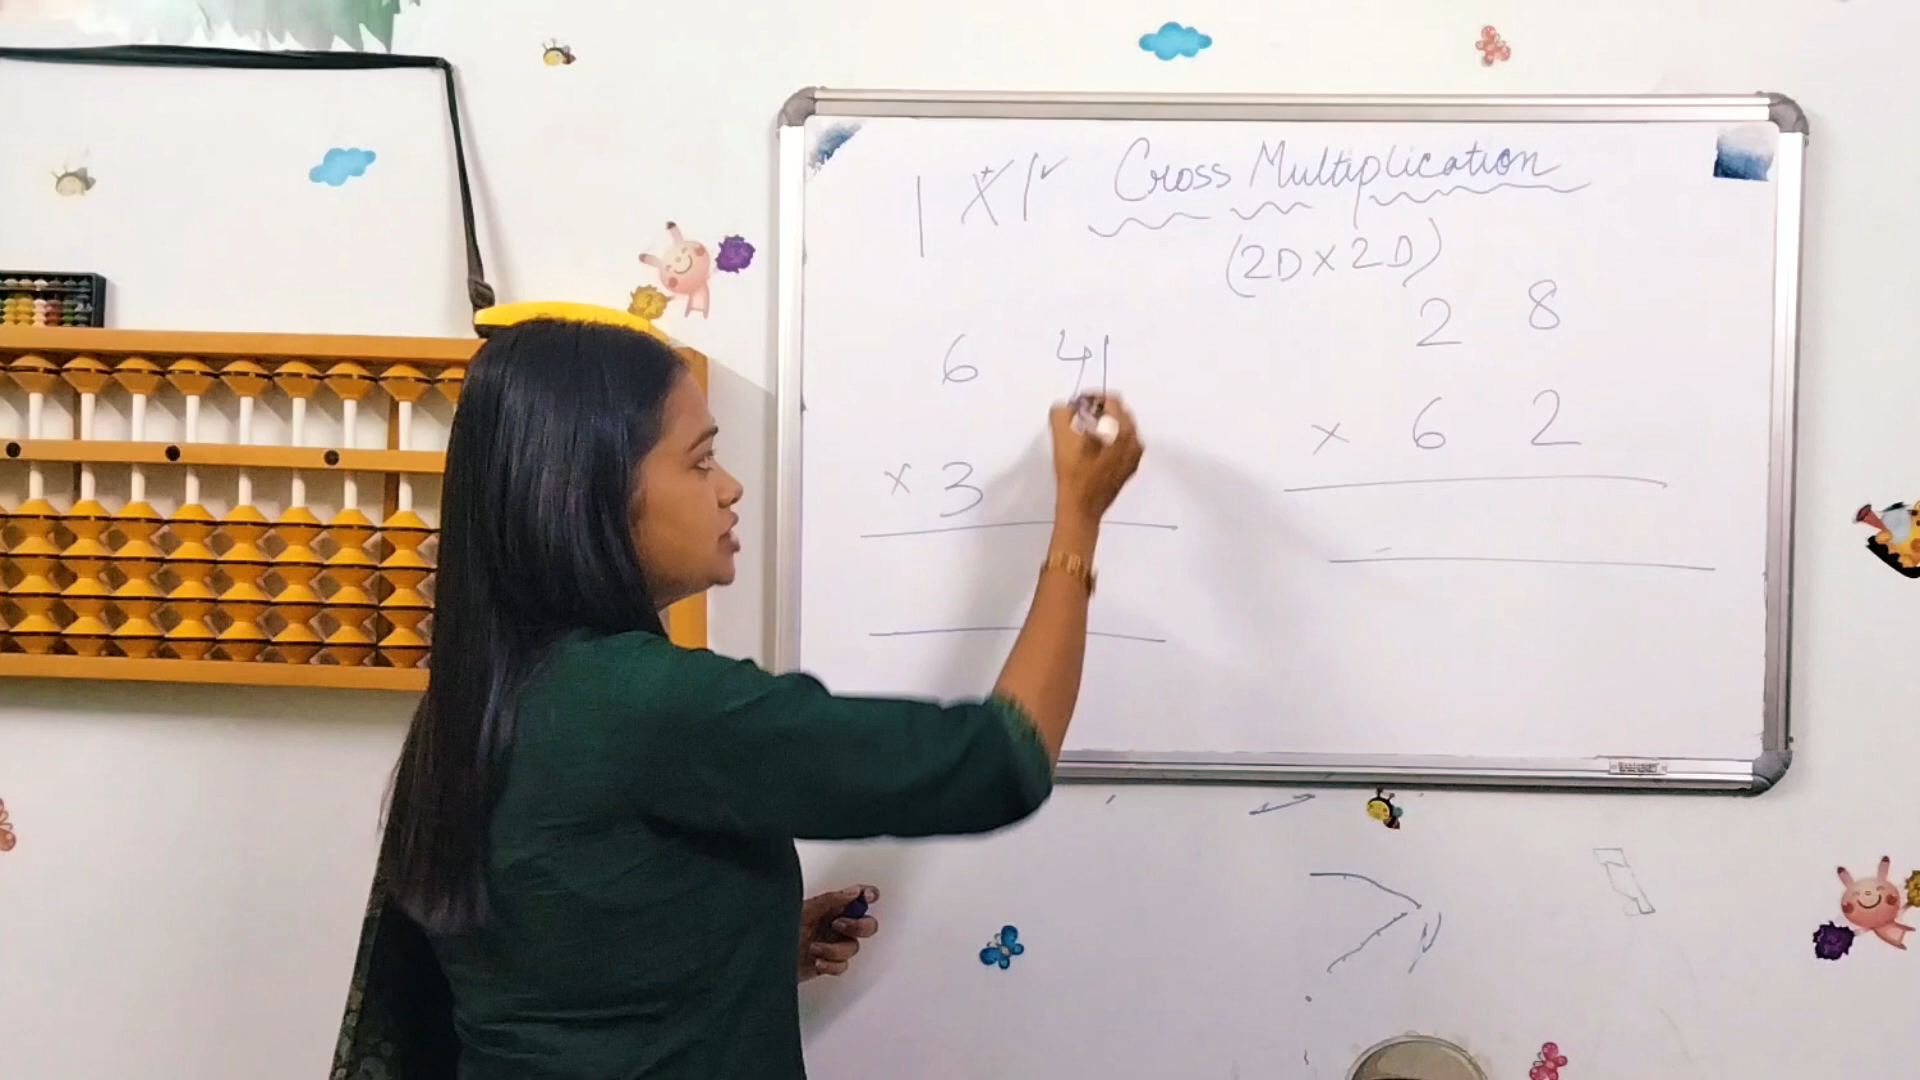 | X | Cross Multiplication
(2D X 2D)
6 4
× 3
2 8
× 6 2